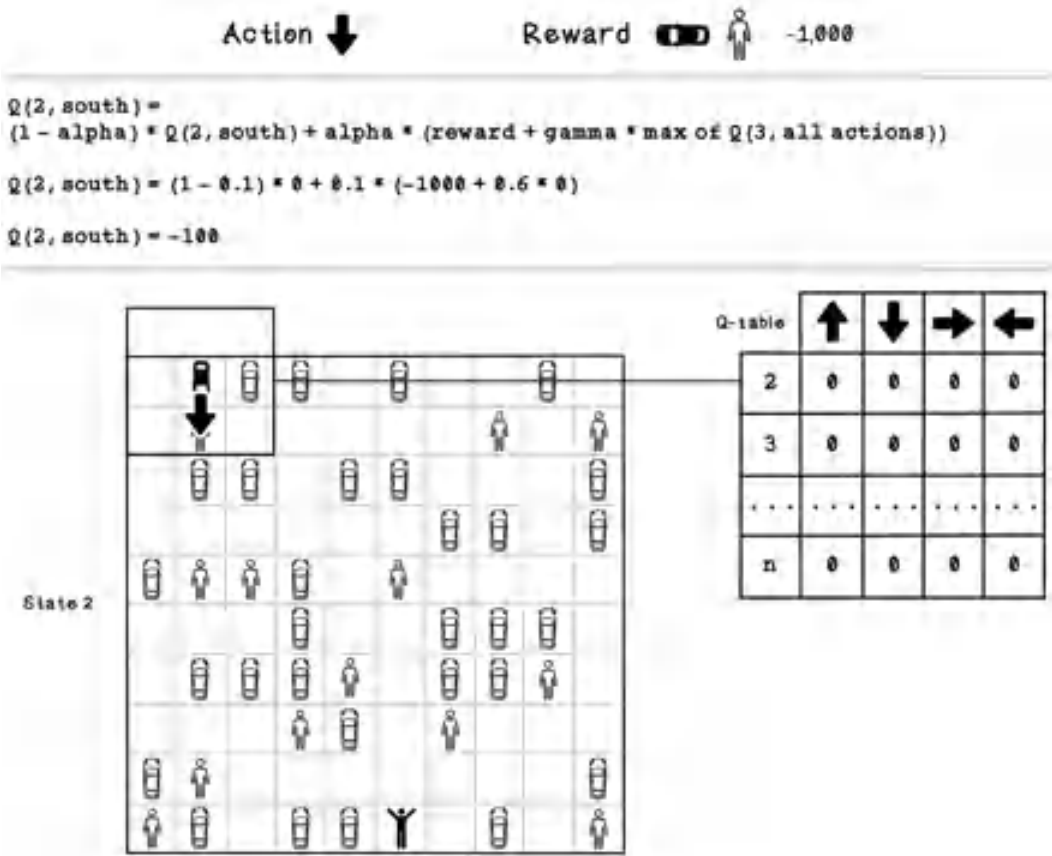 Action Reward -1,000
Q(2, south) =
(1 - alpha) * Q(2, south) + alpha * (reward + gamma * max of Q(3, all actions))
Q(2, south) = (1 - 0.1) * 0 + 0.1 * (-1000 + 0.6 * 0)
Q(2, south) = -100
Q-table
2 0 0 0 0
3 0 0 0 0
. . . . . . . . . . . . . . .
n 0 0 0 0
State 2